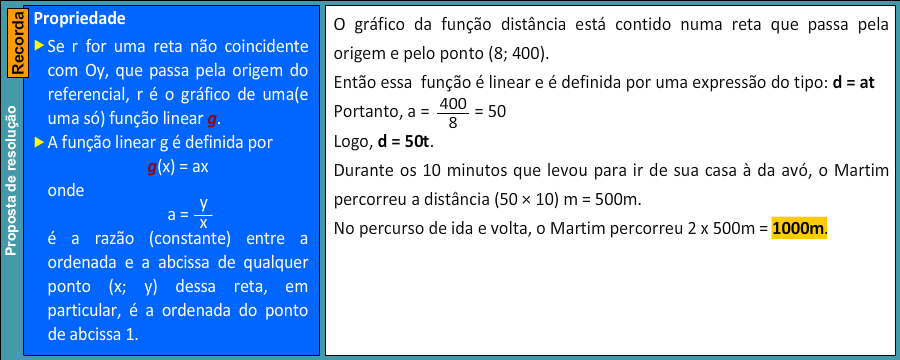 Recorda
Proposta de resolução
Propriedade
Se r for uma reta não coincidente
com Oy, que passa pela origem do
referencial, r é o gráfico de uma(e
uma só) função linear g.
A função linear g é definida por
g(x) = ax
onde
a = y/x
é a razão (constante) entre a
ordenada e a abcissa de qualquer
ponto (x; y) dessa reta, em
particular, é a ordenada do ponto
de abcissa 1.
O gráfico da função distância está contido numa reta que passa pela
origem e pelo ponto (8; 400).
Então essa função é linear e é definida por uma expressão do tipo: d = at
Portanto, a = 400/8 = 50
Logo, d = 50t.
Durante os 10 minutos que levou para ir de sua casa à da avó, o Martim
percorreu a distância (50 × 10) m = 500m.
No percurso de ida e volta, o Martim percorreu 2 x 500m = 1000m.